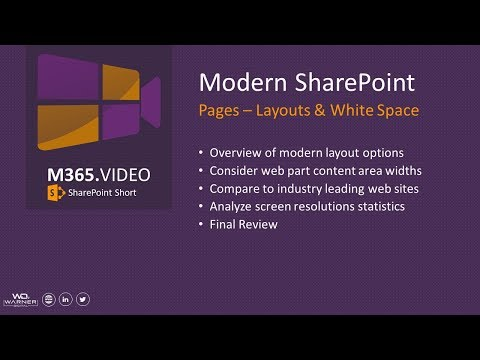 Modern SharePoint
Pages – Layouts & White Space
• Overview of modern layout options
• Consider web part content area widths
• Compare to industry leading web sites
• Analyze screen resolutions statistics
• Final Review
M365.VIDEO
S
SharePoint Short
WARNER
in